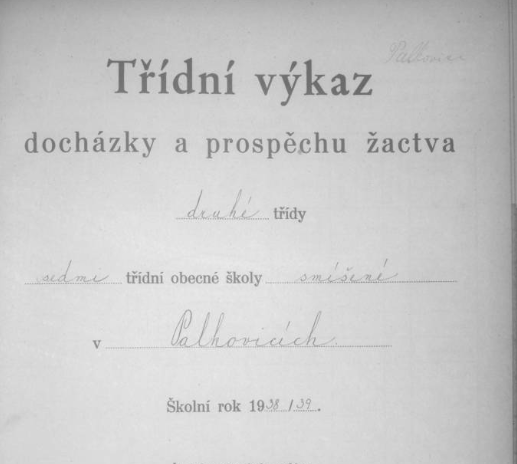 Třídní výkaz
docházky a prospěchu žactva
druhé třídy
sedmi třídní obecné školy smíšené
v Palhovicích
Školní rok 1938/39.